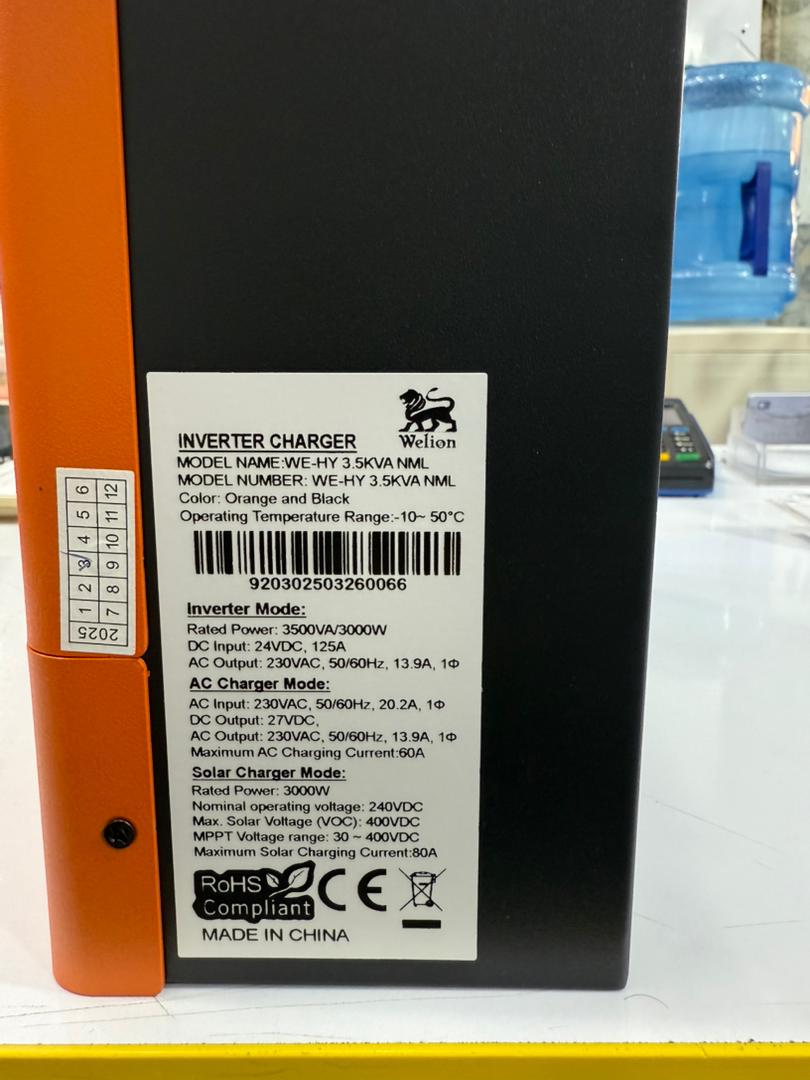 Welion
INVERTER CHARGER
MODEL NAME:WE-HY 3.5KVA NML
MODEL NUMBER: WE-HY 3.5KVA NML
Color: Orange and Black
Operating Temperature Range:-10~ 50°C
920302503260066
Inverter Mode:
Rated Power: 3500VA/3000W
DC Input: 24VDC, 125A
AC Output: 230VAC, 50/60Hz, 13.9A, 1Φ
AC Charger Mode:
AC Input: 230VAC, 50/60Hz, 20.2A, 1Φ
DC Output: 27VDC,
AC Output: 230VAC, 50/60Hz, 13.9A, 1Φ
Maximum AC Charging Current:60A
Solar Charger Mode:
Rated Power: 3000W
Nominal operating voltage: 240VDC
Max. Solar Voltage (VOC): 400VDC
MPPT Voltage range: 30 ~ 400VDC
Maximum Solar Charging Current:80A
RoHS
Compliant
CE
MADE IN CHINA
2025
1 2 3 4 5 6
7 8 9 10 11 12